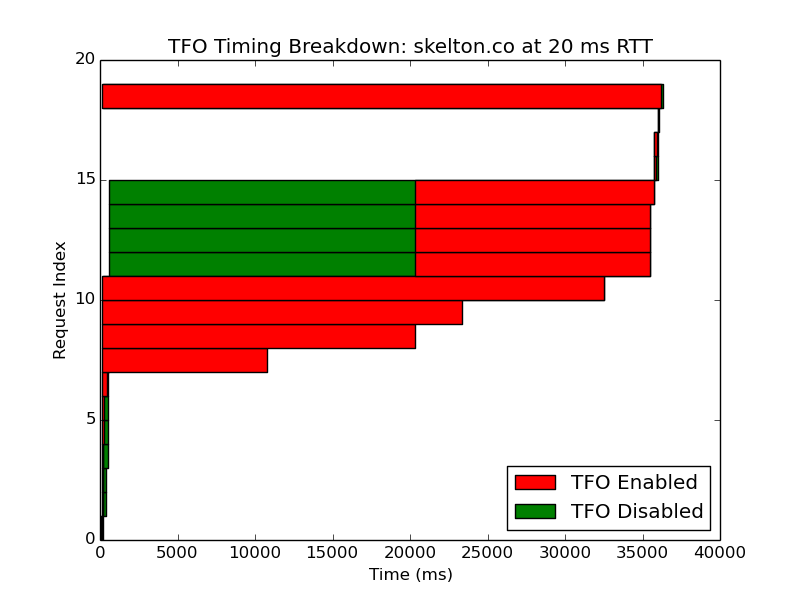 TFO Timing Breakdown: skelton.co at 20 ms RTT
20
15
10
5
0
Request Index
TFO Enabled
TFO Disabled
0 5000 10000 15000 20000 25000 30000 35000 40000
Time (ms)